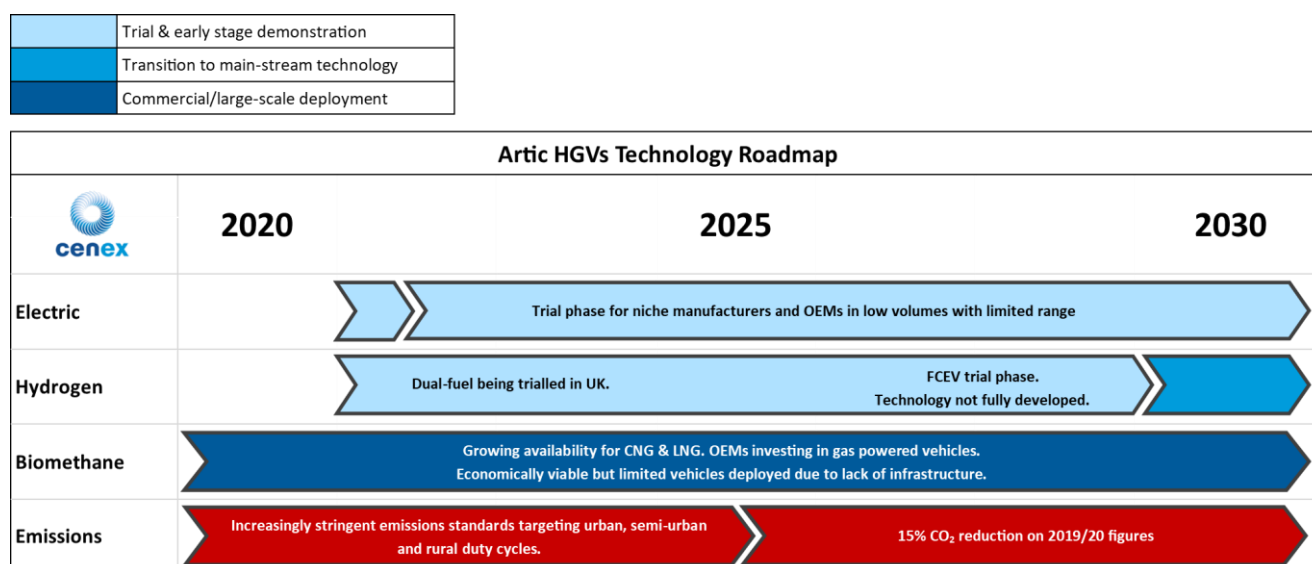 Trial & early stage demonstration
Transition to main-stream technology
Commercial/large-scale deployment
Artic HGVs Technology Roadmap
cenex
2020
2025
2030
Electric
Trial phase for niche manufacturers and OEMs in low volumes with limited range
Hydrogen
Dual-fuel being trialled in UK.
FCEV trial phase.
Technology not fully developed.
Biomethane
Growing availability for CNG & LNG. OEMs investing in gas powered vehicles.
Economically viable but limited vehicles deployed due to lack of infrastructure.
Emissions
Increasingly stringent emissions standards targeting urban, semi-urban
and rural duty cycles.
15% CO₂ reduction on 2019/20 figures